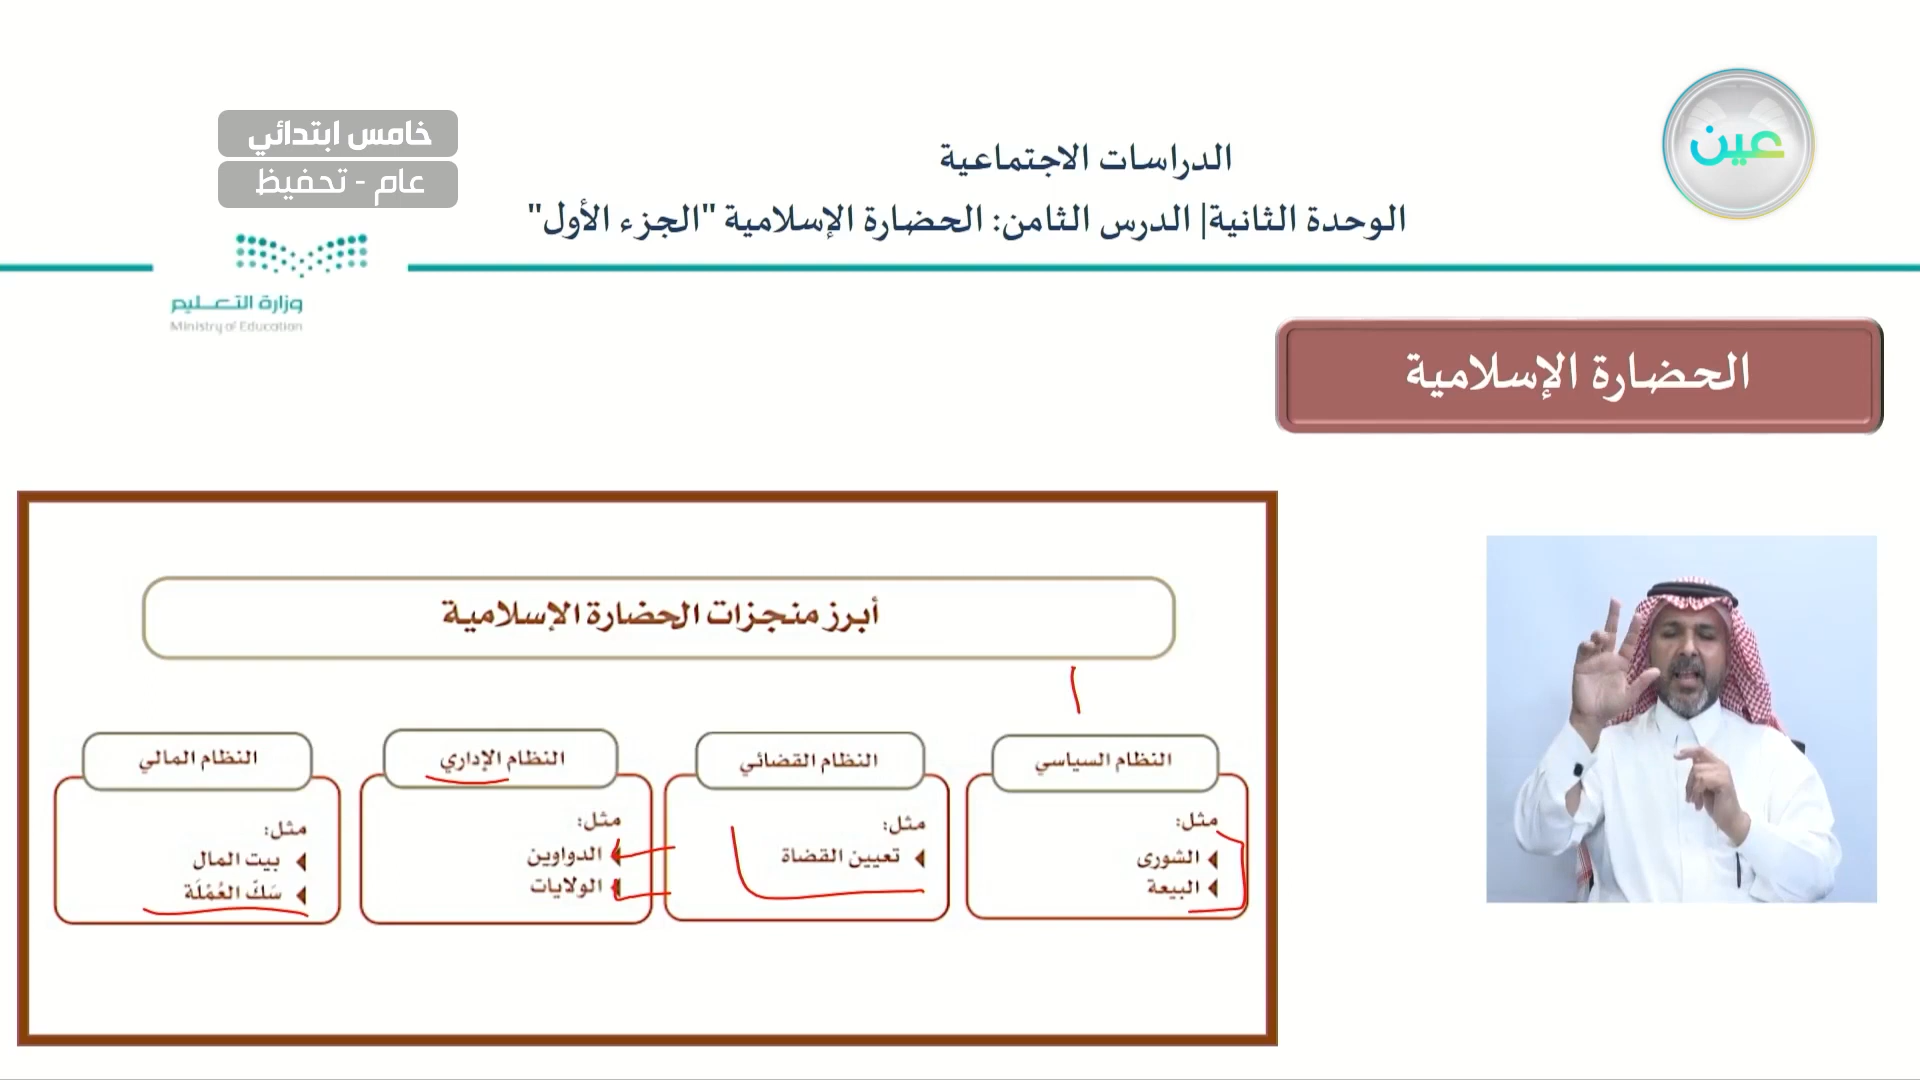 عين
خامس ابتدائي
عام - تحفيظ
الدراسات الاجتماعية
الوحدة الثانية| الدرس الثامن: الحضارة الإسلامية "الجزء الأول"
وزارة التعليم
Ministry of Education
الحضارة الإسلامية
أبرز منجزات الحضارة الإسلامية
النظام السياسي
مثل:
الشورى
البيعة
النظام القضائي
مثل:
تعيين القضاة
النظام الإداري
مثل:
الدواوين
الولايات
النظام المالي
مثل:
بيت المال
سَكّ العُمْلَة